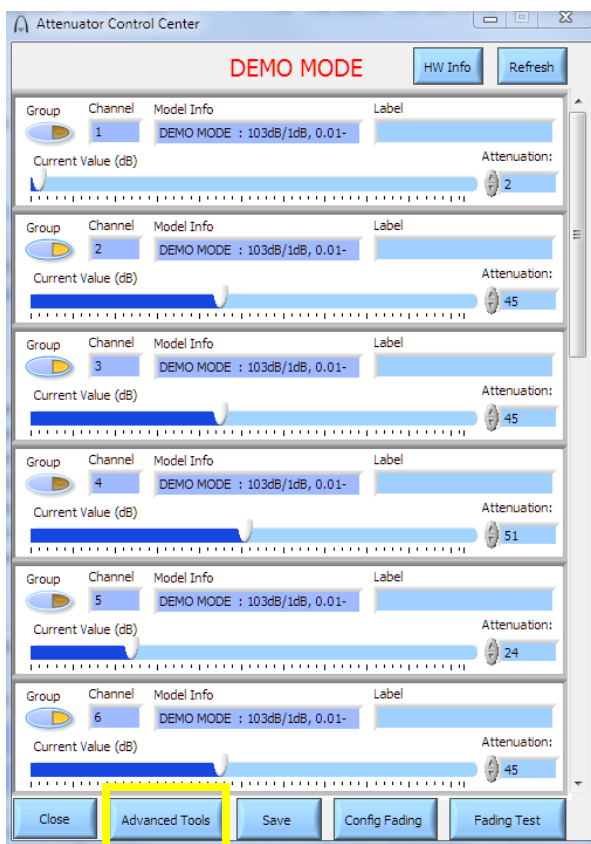 Attenuator Control Center
DEMO MODE
HW Info
Refresh
Group Channel Model Info Label
1 DEMO MODE : 103dB/1dB, 0.01-
Current Value (dB) Attenuation:
2
Group Channel Model Info Label
2 DEMO MODE : 103dB/1dB, 0.01-
Current Value (dB) Attenuation:
45
Group Channel Model Info Label
3 DEMO MODE : 103dB/1dB, 0.01-
Current Value (dB) Attenuation:
45
Group Channel Model Info Label
4 DEMO MODE : 103dB/1dB, 0.01-
Current Value (dB) Attenuation:
51
Group Channel Model Info Label
5 DEMO MODE : 103dB/1dB, 0.01-
Current Value (dB) Attenuation:
24
Group Channel Model Info Label
6 DEMO MODE : 103dB/1dB, 0.01-
Current Value (dB) Attenuation:
45
Close Advanced Tools Save Config Fading Fading Test